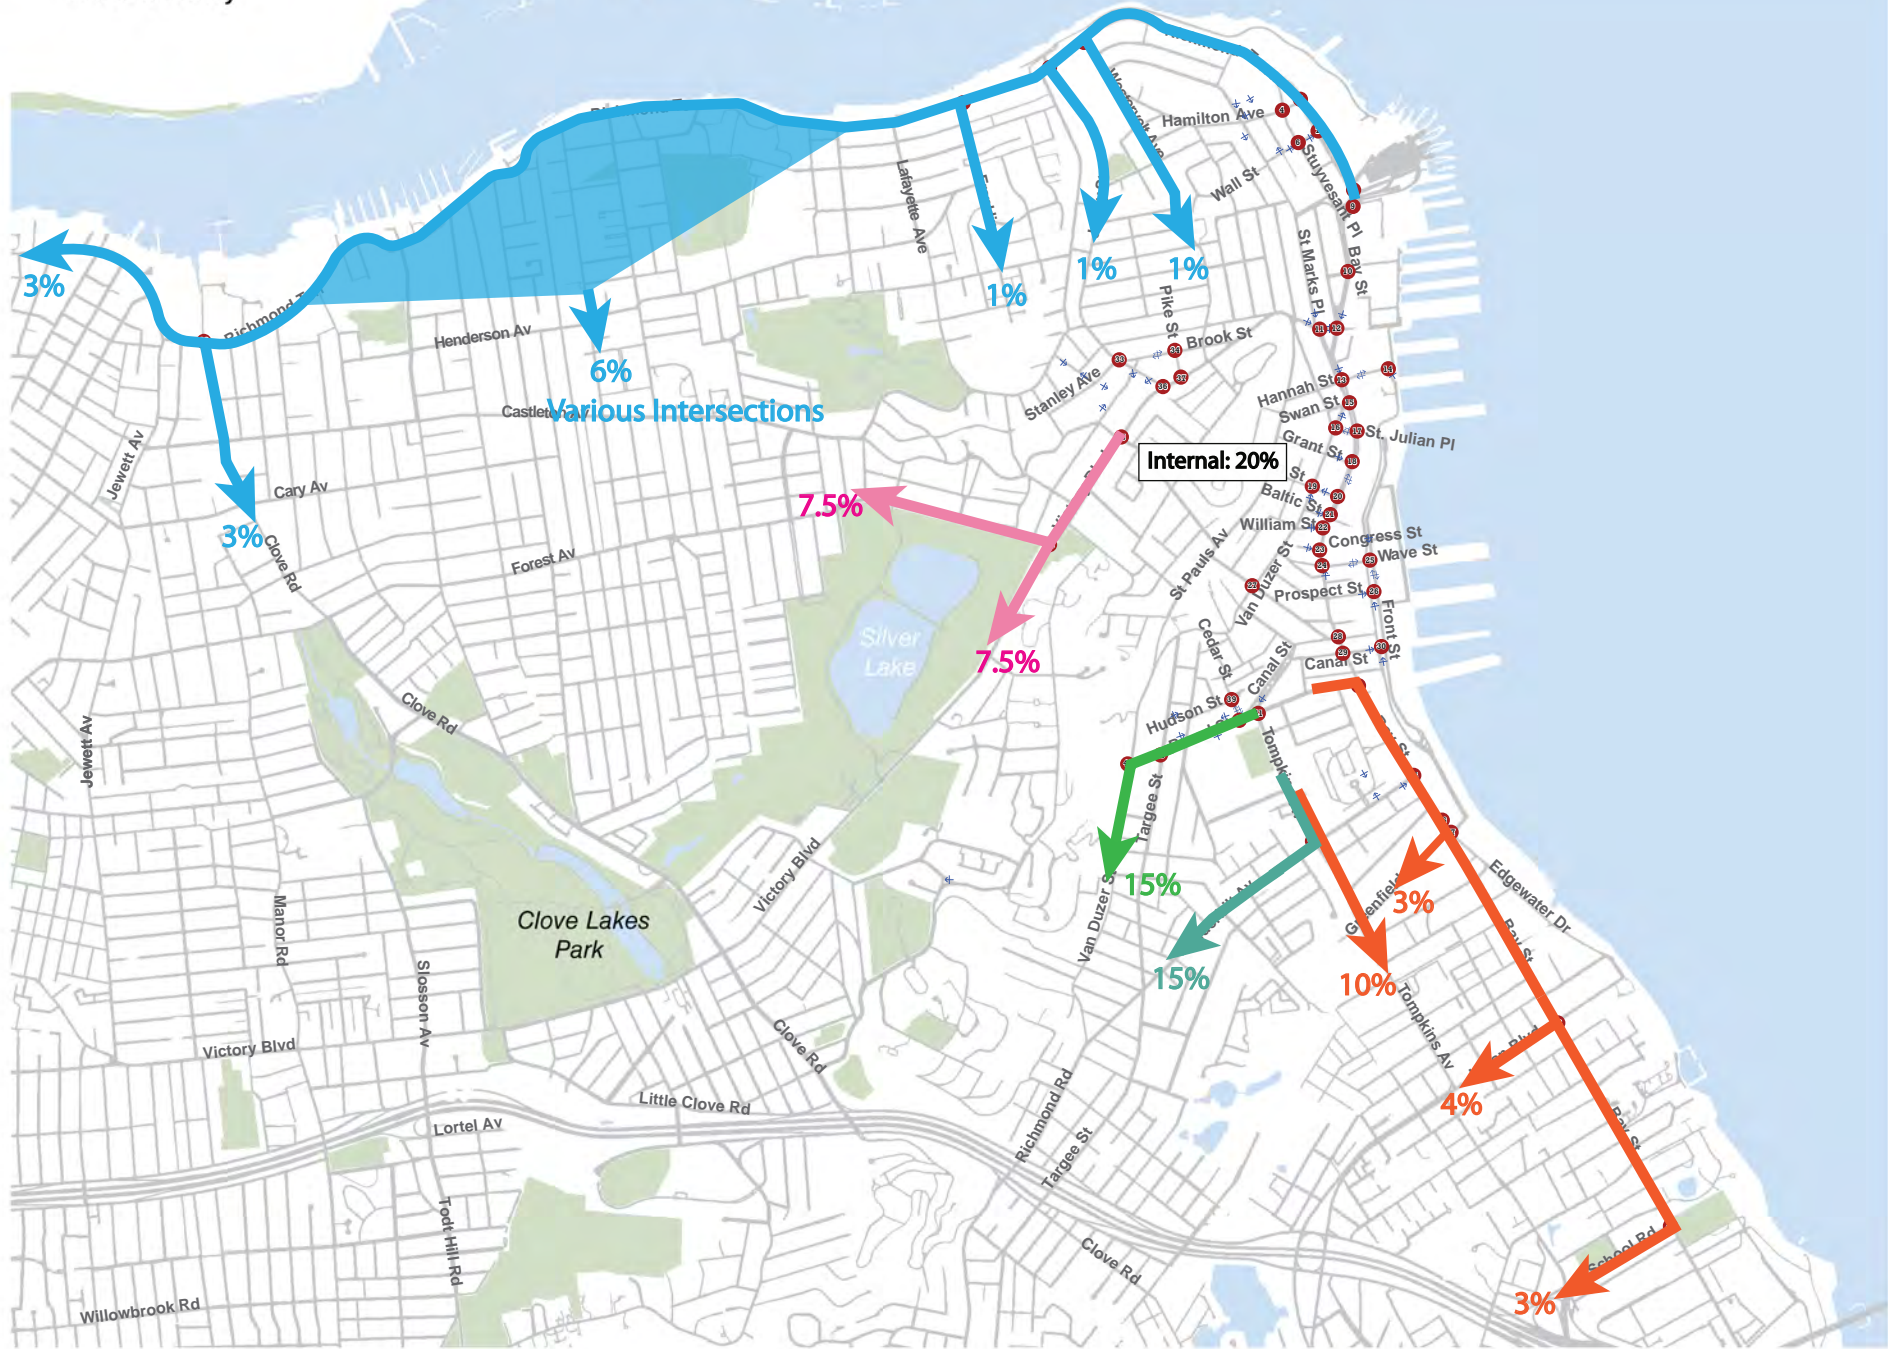 Hamilton Ave
Wall St
Stuyvesant Pl
Lafayette Ave
St Marks Pl
Bay St
3%
1%
1%
1%
Pike St
Brook St
Henderson Av
6%
Various Intersections
Stanley Ave
Hannah St
Swan St
Grant St
St. Julian Pl
St
Baltic St
William St
Congress St
Wave St
Prospect St
Front St
Canal St
Internal: 20%
Jewett Av
Cary Av
3%
Clove Rd
Forest Av
7.5%
7.5%
Silver
Lake
St Pauls Av
Van Duzer St
Cedar St
Canal St
Hudson St
Clove Rd
Jewett Av
Targee St
15%
Victory Blvd
Van Duzer St
3%
Edgewater Dr
Clove Lakes
Park
Manor Rd
Slosson Av
15%
10%
Bay St
Tompkins Av
Victory Blvd
Clove Rd
Little Clove Rd
Lortel Av
Richmond Rd
Targee St
4%
Bay St
Todt Hill Rd
Clove Rd
School Rd
3%
Willowbrook Rd